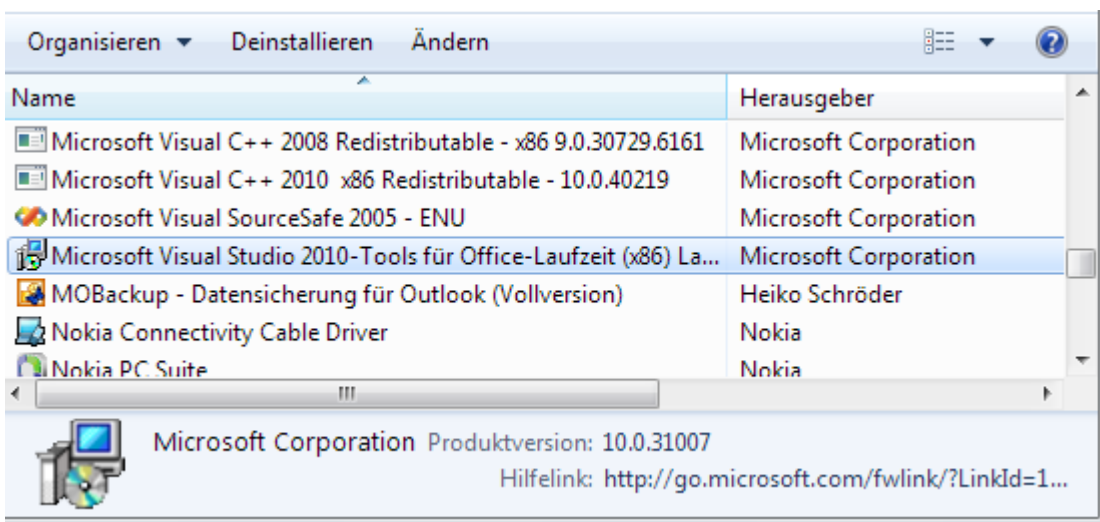 Organisieren Deinstallieren Ändern
Name Herausgeber
Microsoft Visual C++ 2008 Redistributable - x86 9.0.30729.6161 Microsoft Corporation
Microsoft Visual C++ 2010  x86 Redistributable - 10.0.40219 Microsoft Corporation
Microsoft Visual SourceSafe 2005 - ENU Microsoft Corporation
Microsoft Visual Studio 2010-Tools für Office-Laufzeit (x86) La... Microsoft Corporation
MOBackup - Datensicherung für Outlook (Vollversion) Heiko Schröder
Nokia Connectivity Cable Driver Nokia
Nokia PC Suite Nokia
Microsoft Corporation Produktversion: 10.0.31007
Hilfelink: http://go.microsoft.com/fwlink/?LinkId=1...